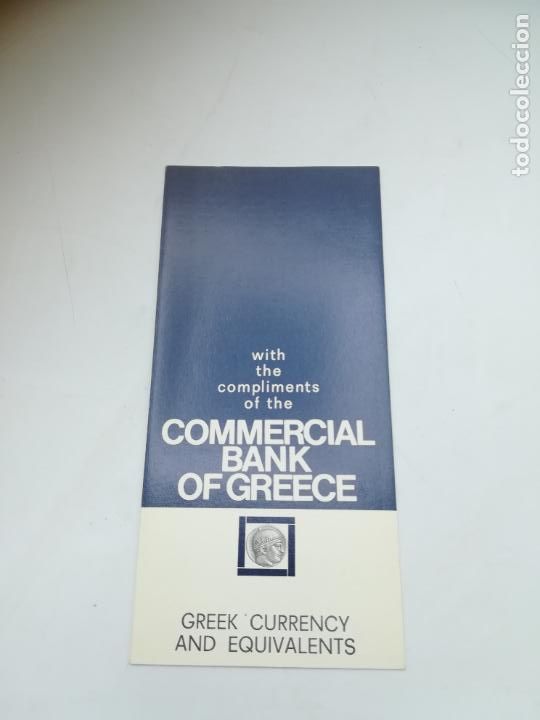 with
the
compliments
of the
COMMERCIAL
BANK
OF GREECE
GREEK CURRENCY
AND EQUIVALENTS
todocoleccion